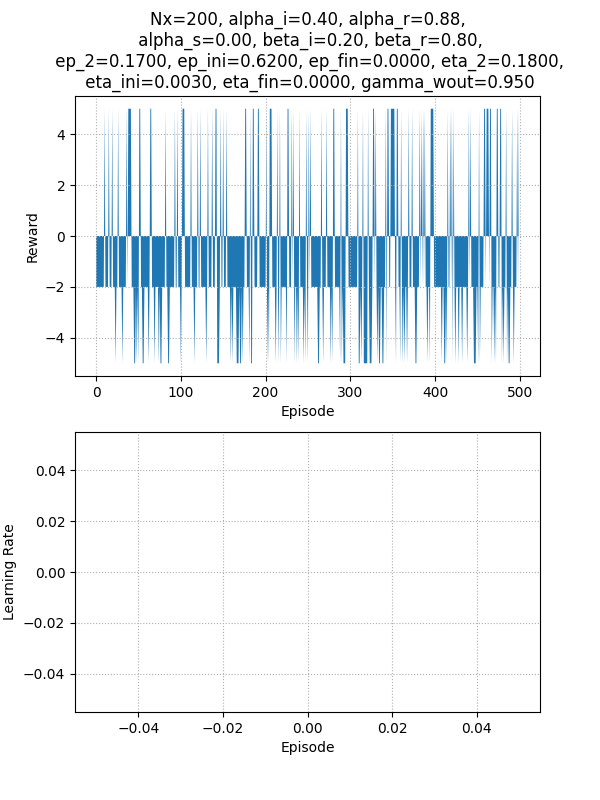 Nx=200, alpha_i=0.40, alpha_r=0.88,
alpha_s=0.00, beta_i=0.20, beta_r=0.80,
ep_2=0.1700, ep_ini=0.6200, ep_fin=0.0000, eta_2=0.1800,
eta_ini=0.0030, eta_fin=0.0000, gamma_wout=0.950
4
2
0
−2
−4
Reward
0 100 200 300 400 500
Episode
0.04
0.02
0.00
−0.02
−0.04
Learning Rate
−0.04 −0.02 0.00 0.02 0.04
Episode